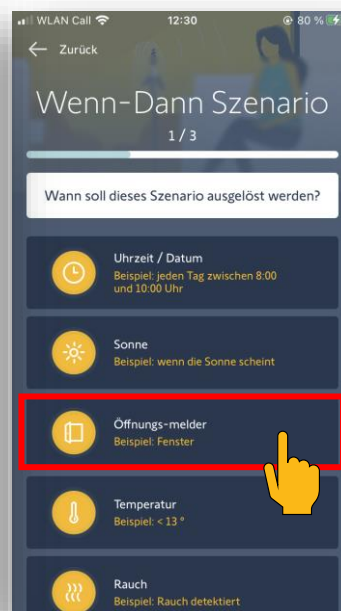 WLAN Call 12:30 80 %
Zurück
Wenn-Dann Szenario
1 / 3
Wann soll dieses Szenario ausgelöst werden?
Uhrzeit / Datum
Beispiel: jeden Tag zwischen 8:00
und 10:00 Uhr
Sonne
Beispiel: wenn die Sonne scheint
Öffnungs-melder
Beispiel: Fenster
Temperatur
Beispiel: < 13 °
Rauch
Beispiel: Rauch detektiert